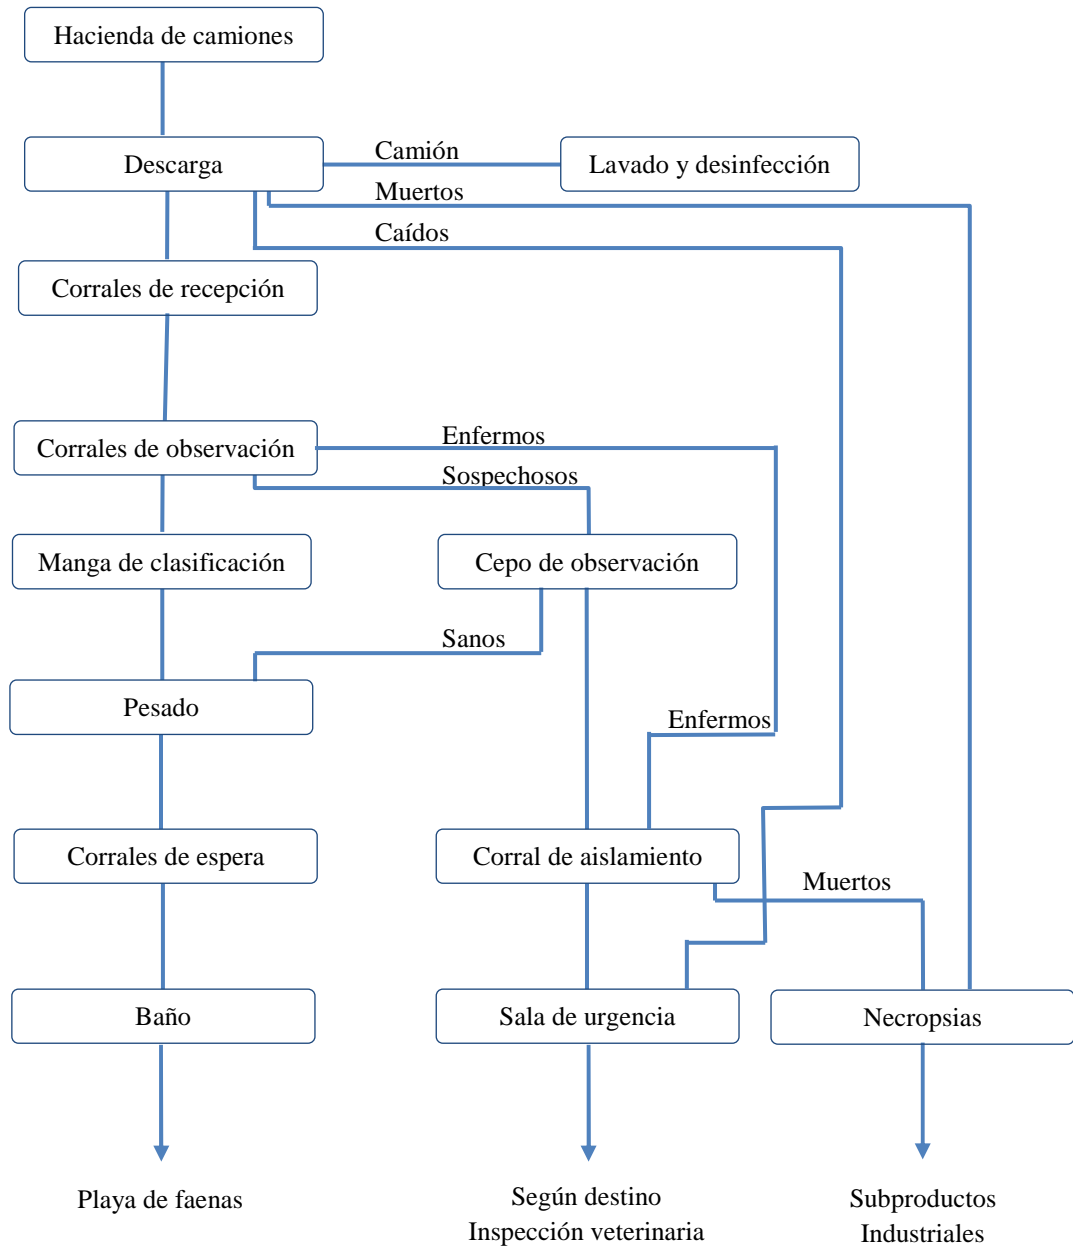 Hacienda de camiones
Descarga
Camión
Lavado y desinfección
Muertos
Caídos
Corrales de recepción
Corrales de observación
Enfermos
Sospechosos
Manga de clasificación
Cepo de observación
Sanos
Pesado
Enfermos
Corrales de espera
Corral de aislamiento
Muertos
Baño
Sala de urgencia
Necropsias
Playa de faenas
Según destino
Inspección veterinaria
Subproductos
Industriales